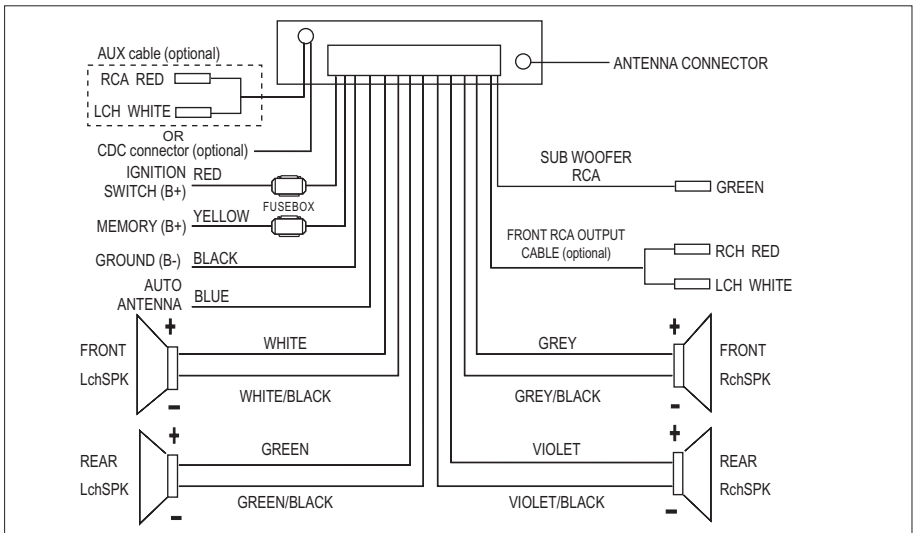 AUX cable (optional)
RCA RED
LCH WHITE
OR
CDC connector (optional)
IGNITION RED
SWITCH (B+)
FUSEBOX
MEMORY (B+) YELLOW
GROUND (B-) BLACK
AUTO
ANTENNA BLUE
ANTENNA CONNECTOR
SUB WOOFER
RCA
GREEN
FRONT RCA OUTPUT
CABLE (optional)
RCH RED
LCH WHITE
+
FRONT
LchSPK
-
WHITE
WHITE/BLACK
GREY
GREY/BLACK
+
FRONT
RchSPK
-
+
REAR
LchSPK
-
GREEN
GREEN/BLACK
VIOLET
VIOLET/BLACK
+
REAR
RchSPK
-